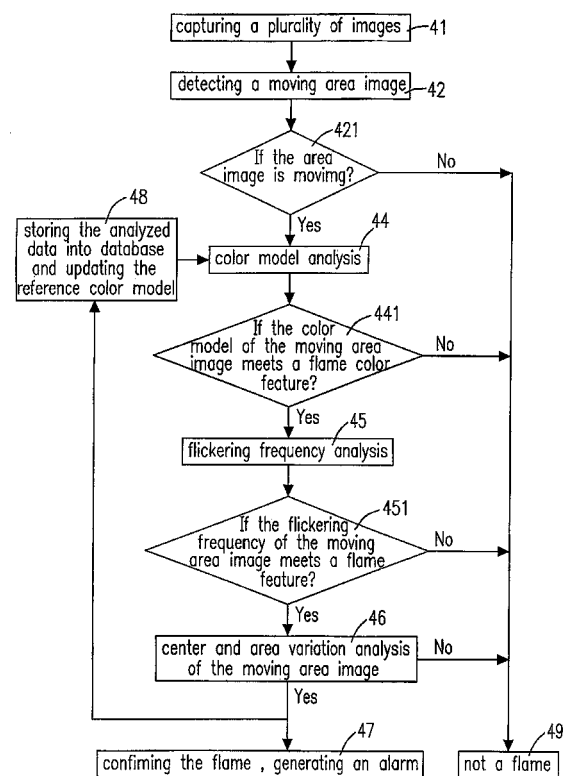 capturing a plurality of images
41
detecting a moving area image
42
421
If the area
image is movimg?
No
Yes
48
storing the analyzed
data into database
and updating the
reference color model
44
color model analysis
441
If the color
model of the moving area
image meets a flame color
feature?
No
Yes
45
flickering frequency analysis
451
If the flickering
frequency of the moving
area image meets a flame
feature?
No
Yes
46
center and area variation analysis
of the moving area image
No
Yes
47
confiming the flame , generating an alarm
49
not a flame